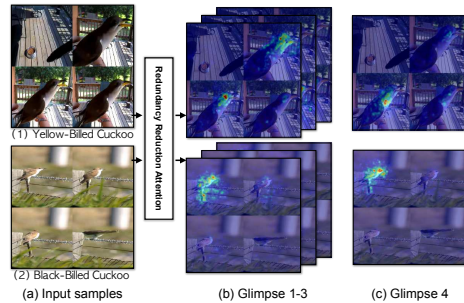 (1) Yellow-Billed Cuckoo
Redundancy Reduction Attention
(2) Black-Billed Cuckoo
(a) Input samples
(b) Glimpse 1-3
(c) Glimpse 4